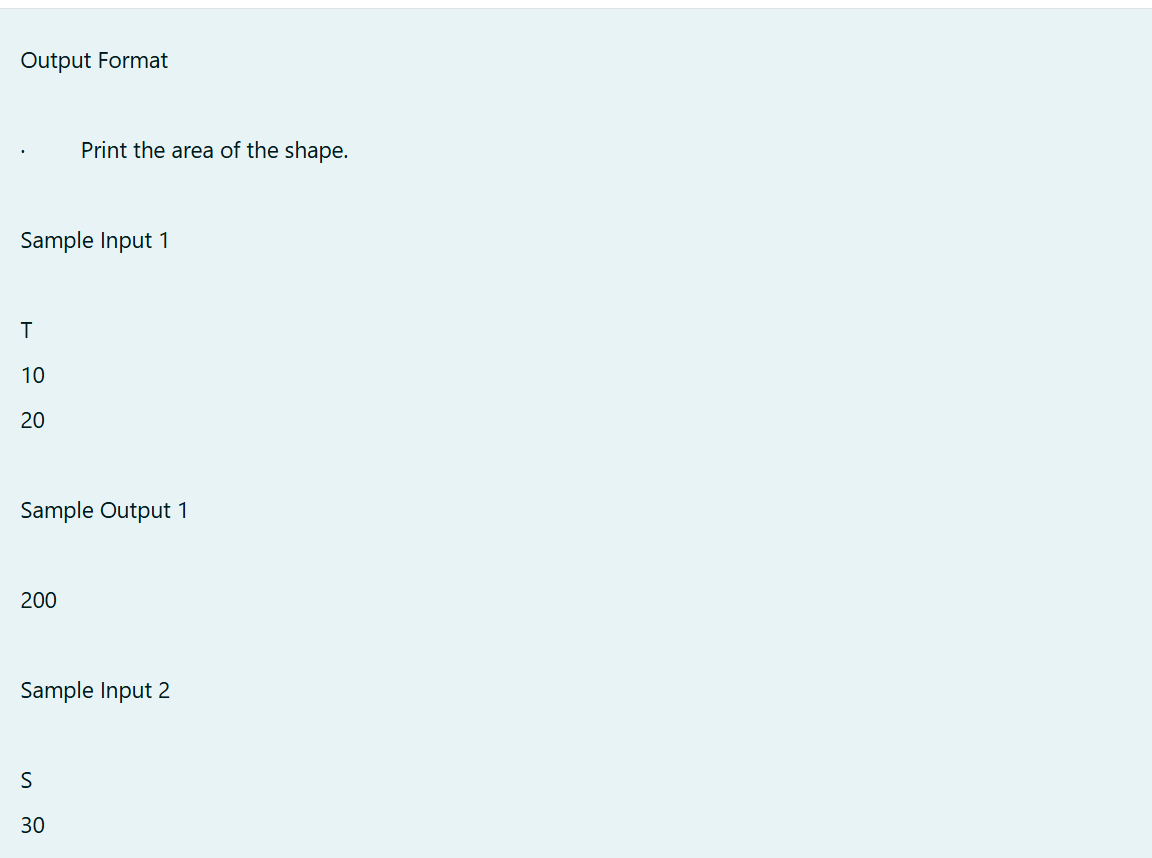 Output Format
· Print the area of the shape.
Sample Input 1
T
10
20
Sample Output 1
200
Sample Input 2
S
30